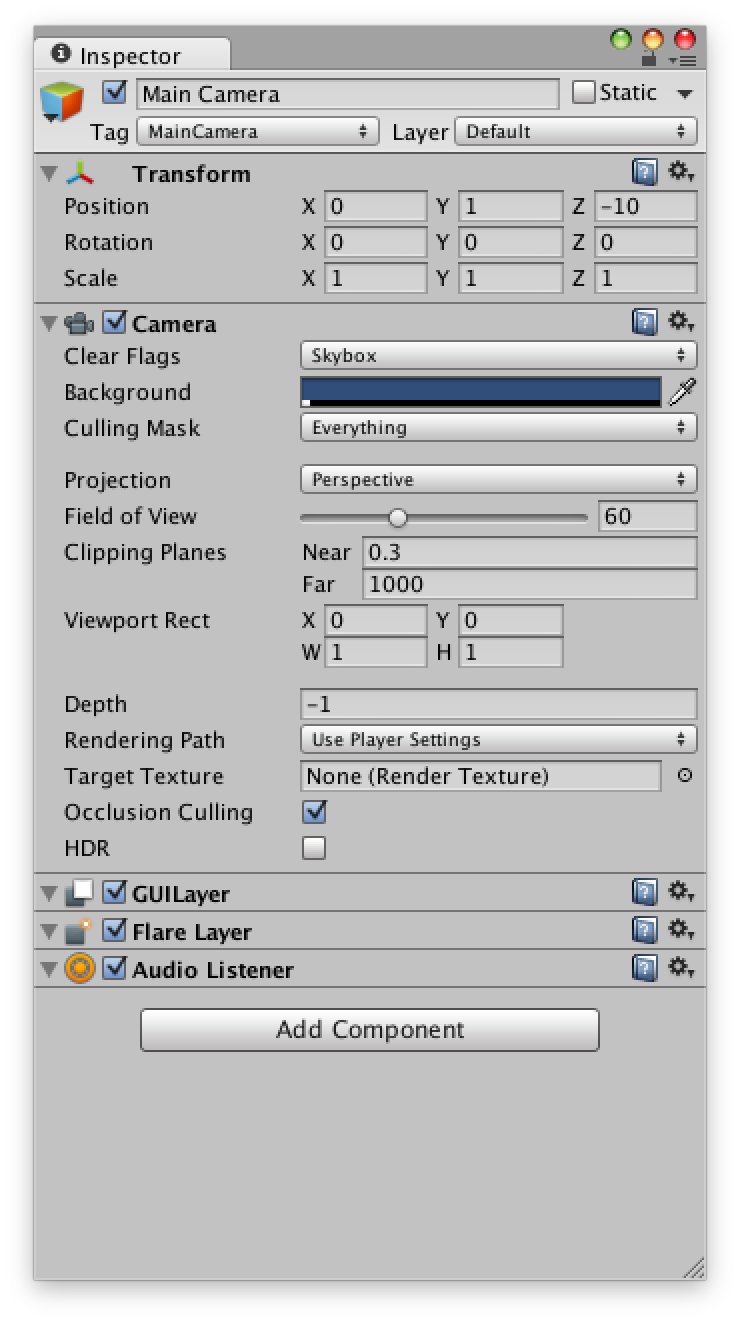 Inspector
Main Camera Static
Tag MainCamera Layer Default
Transform
Position X 0 Y 1 Z -10
Rotation X 0 Y 0 Z 0
Scale X 1 Y 1 Z 1
Camera
Clear Flags Skybox
Background
Culling Mask Everything
Projection Perspective
Field of View 60
Clipping Planes Near 0.3
Far 1000
Viewport Rect X 0 Y 0
W 1 H 1
Depth -1
Rendering Path Use Player Settings
Target Texture None (Render Texture)
Occlusion Culling
HDR
GUILayer
Flare Layer
Audio Listener
Add Component